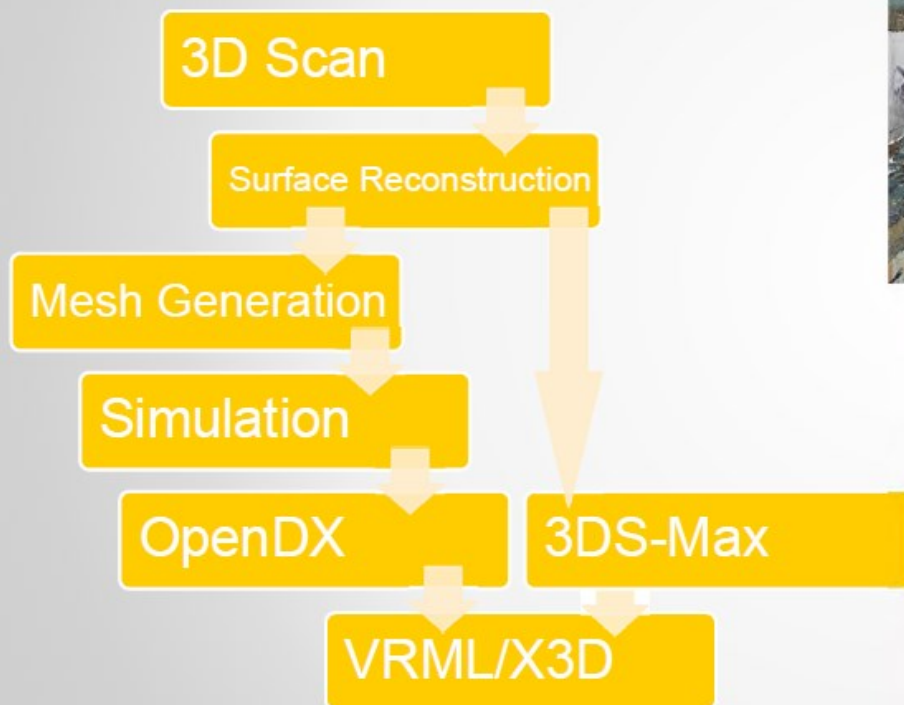 3D Scan
Surface Reconstruction
Mesh Generation
Simulation
OpenDX
3DS-Max
VRML/X3D